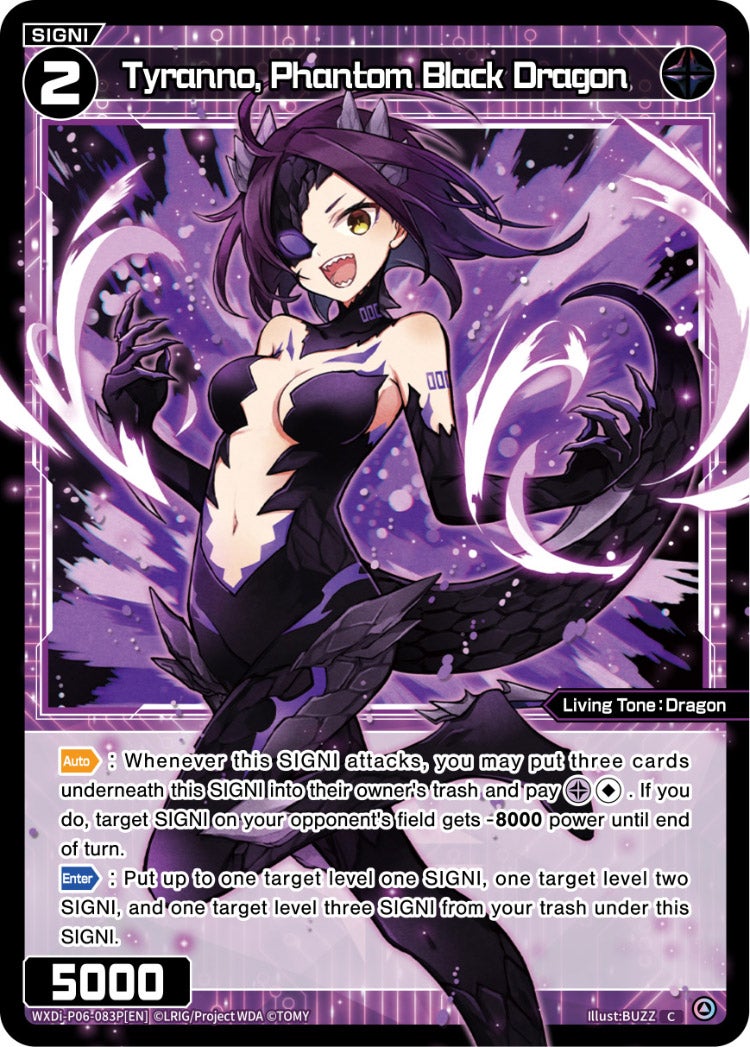 SIGNI
2
Tyranno, Phantom Black Dragon
000
000
Living Tone：Dragon
Auto : Whenever this SIGNI attacks, you may put three cards
underneath this SIGNI into their owner's trash and pay . If you
do, target SIGNI on your opponent's field gets -8000 power until end
of turn.
Enter : Put up to one target level one SIGNI, one target level two
SIGNI, and one target level three SIGNI from your trash under this
SIGNI.
5000
WXDi-P06-083P[EN] ©LRIG/Project WDA ©TOMY Illust:BUZZ C